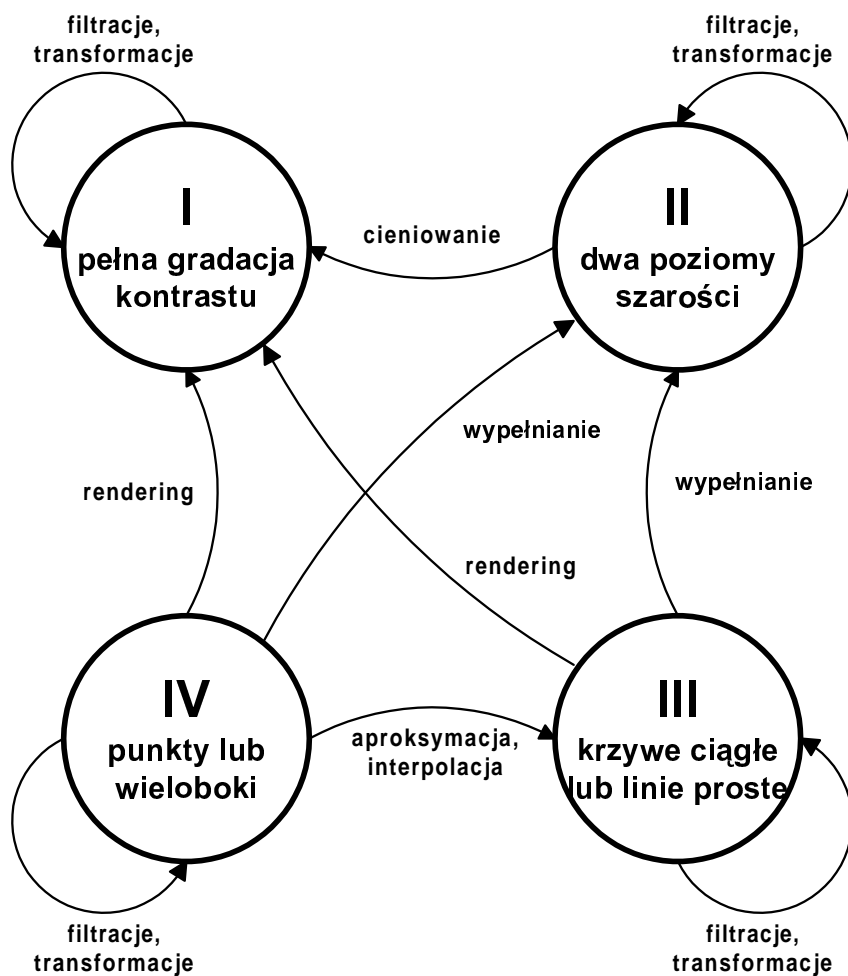 filtracje,
transformacje
filtracje,
transformacje
I
pełna gradacja
kontrastu
cieniowanie
II
dwa poziomy
szarości
wypełnianie
rendering
wypełnianie
rendering
IV
punkty lub
wieloboki
aproksymacja,
interpolacja
III
krzywe ciągłe
lub linie proste
filtracje,
transformacje
filtracje,
transformacje